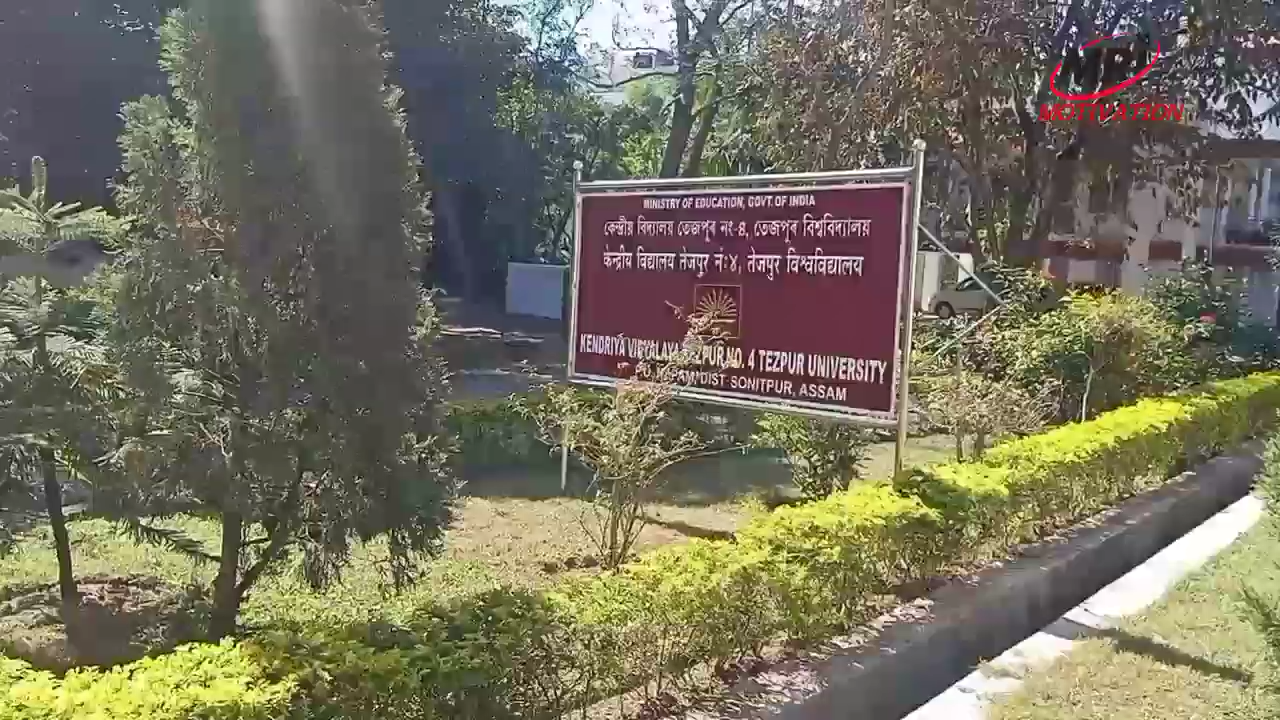 MR
MOTIVATION
MINISTRY OF EDUCATION, GOVT. OF INDIA
কেন্দ্ৰীয় বিদ্যালয় তেজপুৰ নং-৪, তেজপুৰ বিশ্ববিদ্যালয়
केन्द्रीय विद्यालय तेजपुर नं:४, तेजपुर विश्वविद्यालय
KENDRIYA VIDYALAYA TEZPUR NO. 4 TEZPUR UNIVERSITY
DIST SONITPUR, ASSAM